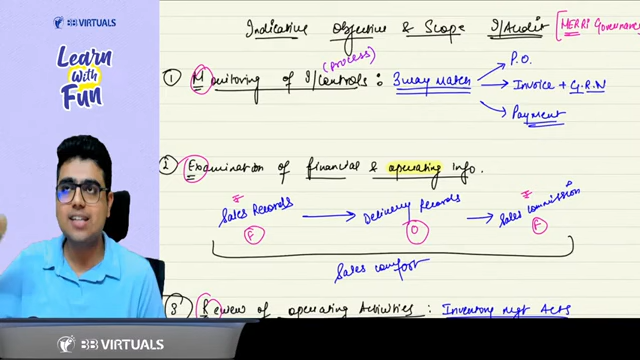 BB VIRTUALS
Learn
With
Fun
Indicative Objective & Scope I/Audit [MERRI Governance
(Process)
① Monitoring of I/controls : 3 way match
P.O.
Invoice + G.R.N
Payment
② Examination of financial & operating info.
Sales Records → Delivery Records → Sales commission
F O F
Sales comfort
③ Review of operating Activities : Inventory mgt Acts
BB VIRTUALS